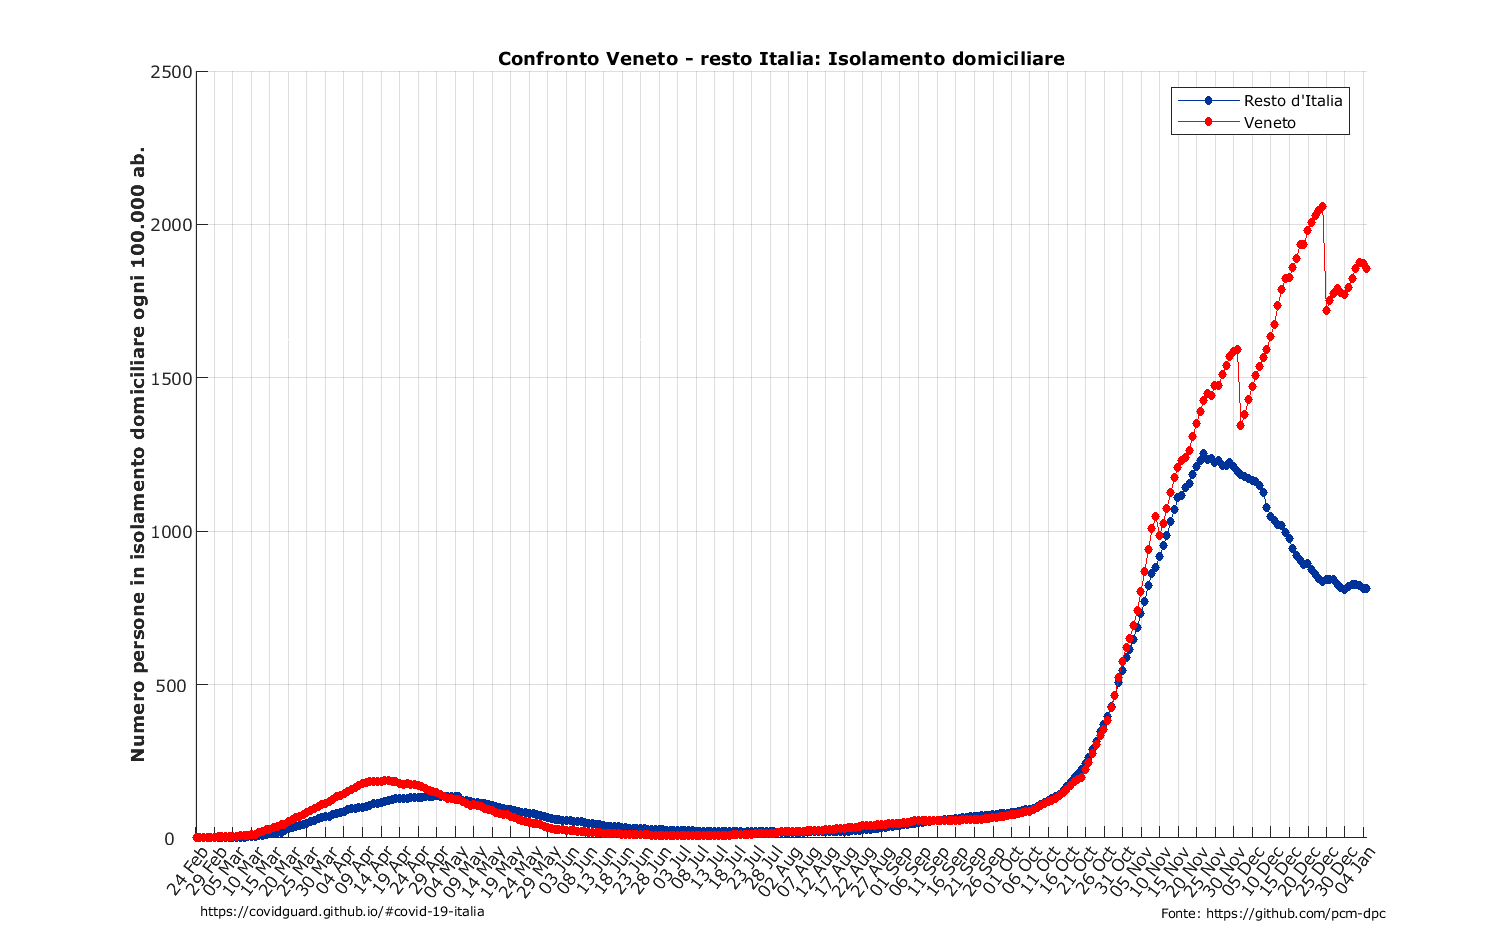 Confronto Veneto - resto Italia: Isolamento domiciliare
Numero persone in isolamento domiciliare ogni 100.000 ab.
2500
2000
1500
1000
500
0
Resto d'Italia
Veneto
24 Feb
29 Feb
05 Mar
10 Mar
15 Mar
20 Mar
25 Mar
30 Mar
04 Apr
09 Apr
14 Apr
19 Apr
24 Apr
29 Apr
04 May
09 May
14 May
19 May
24 May
29 May
03 Jun
08 Jun
13 Jun
18 Jun
23 Jun
28 Jun
03 Jul
08 Jul
13 Jul
18 Jul
23 Jul
28 Jul
02 Aug
07 Aug
12 Aug
17 Aug
22 Aug
27 Aug
01 Sep
06 Sep
11 Sep
16 Sep
21 Sep
26 Sep
01 Oct
06 Oct
11 Oct
16 Oct
21 Oct
26 Oct
31 Oct
05 Nov
10 Nov
15 Nov
20 Nov
25 Nov
30 Nov
05 Dec
10 Dec
15 Dec
20 Dec
25 Dec
30 Dec
04 Jan
https://covidguard.github.io/#covid-19-italia
Fonte: https://github.com/pcm-dpc